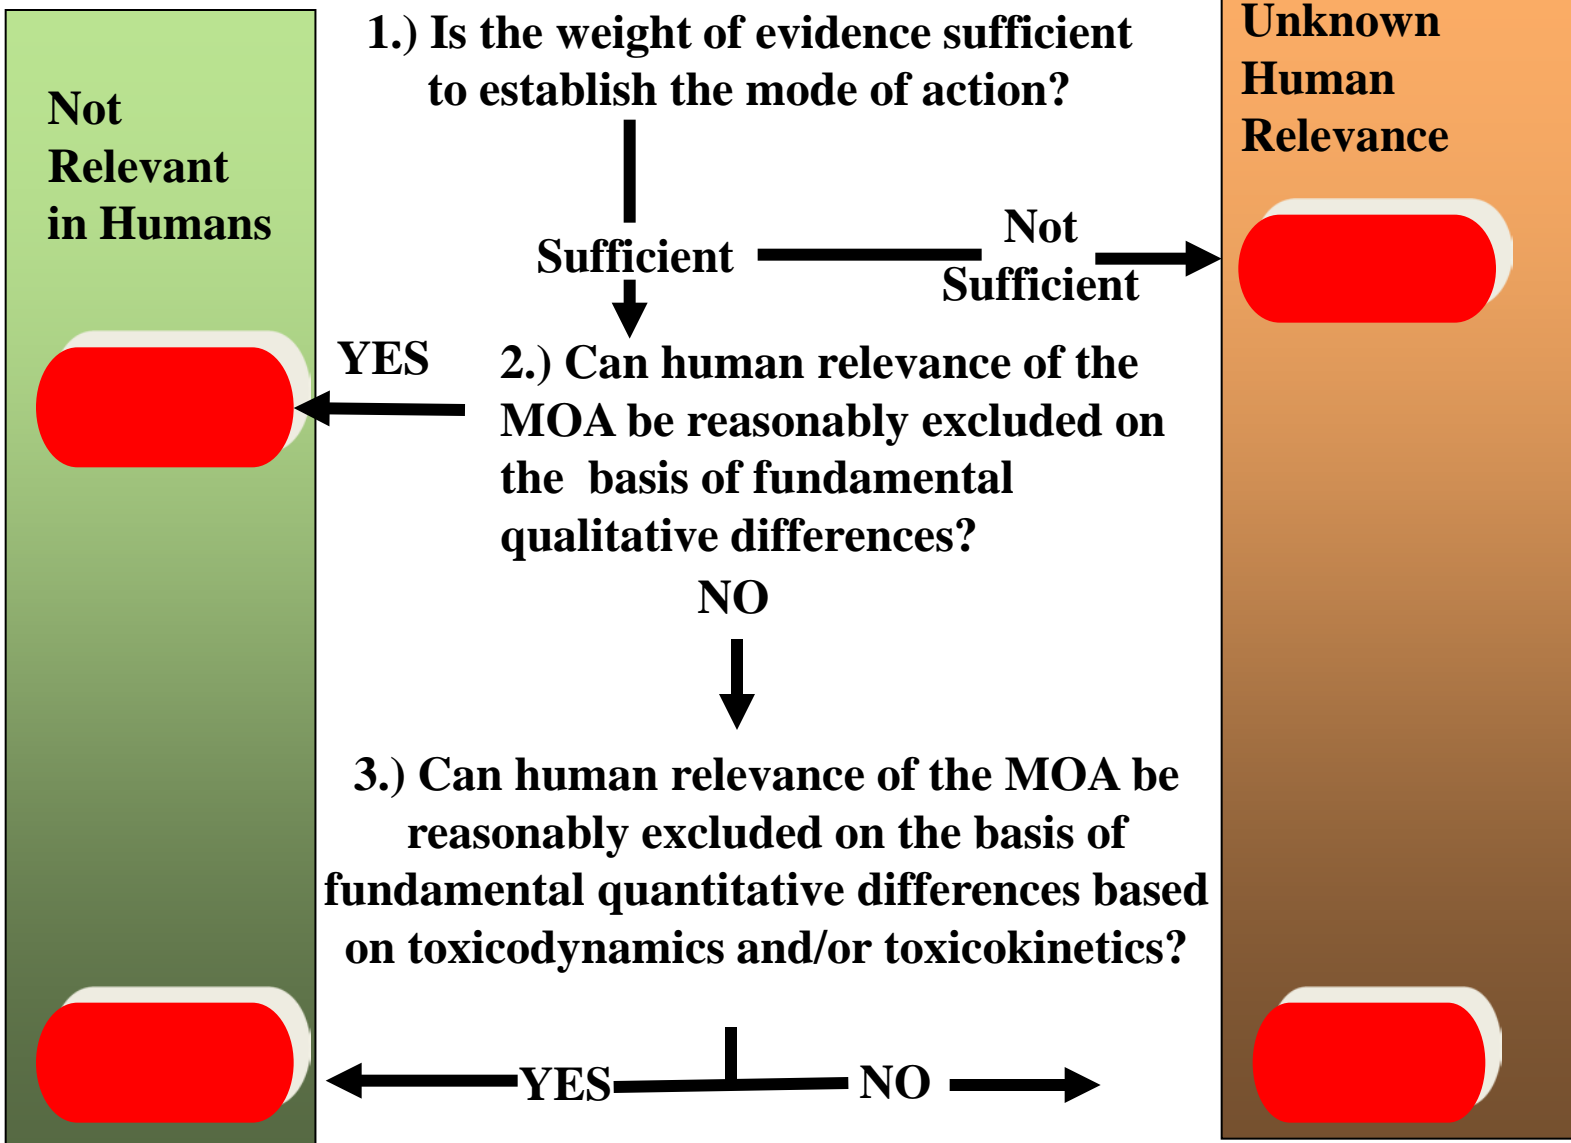 1.) Is the weight of evidence sufficient
to establish the mode of action?
Unknown
Human
Relevance
Not
Relevant
in Humans
Sufficient
Not
Sufficient
YES
2.) Can human relevance of the
MOA be reasonably excluded on
the basis of fundamental
qualitative differences?
NO
3.) Can human relevance of the MOA be
reasonably excluded on the basis of
fundamental quantitative differences based
on toxicodynamics and/or toxicokinetics?
YES
NO